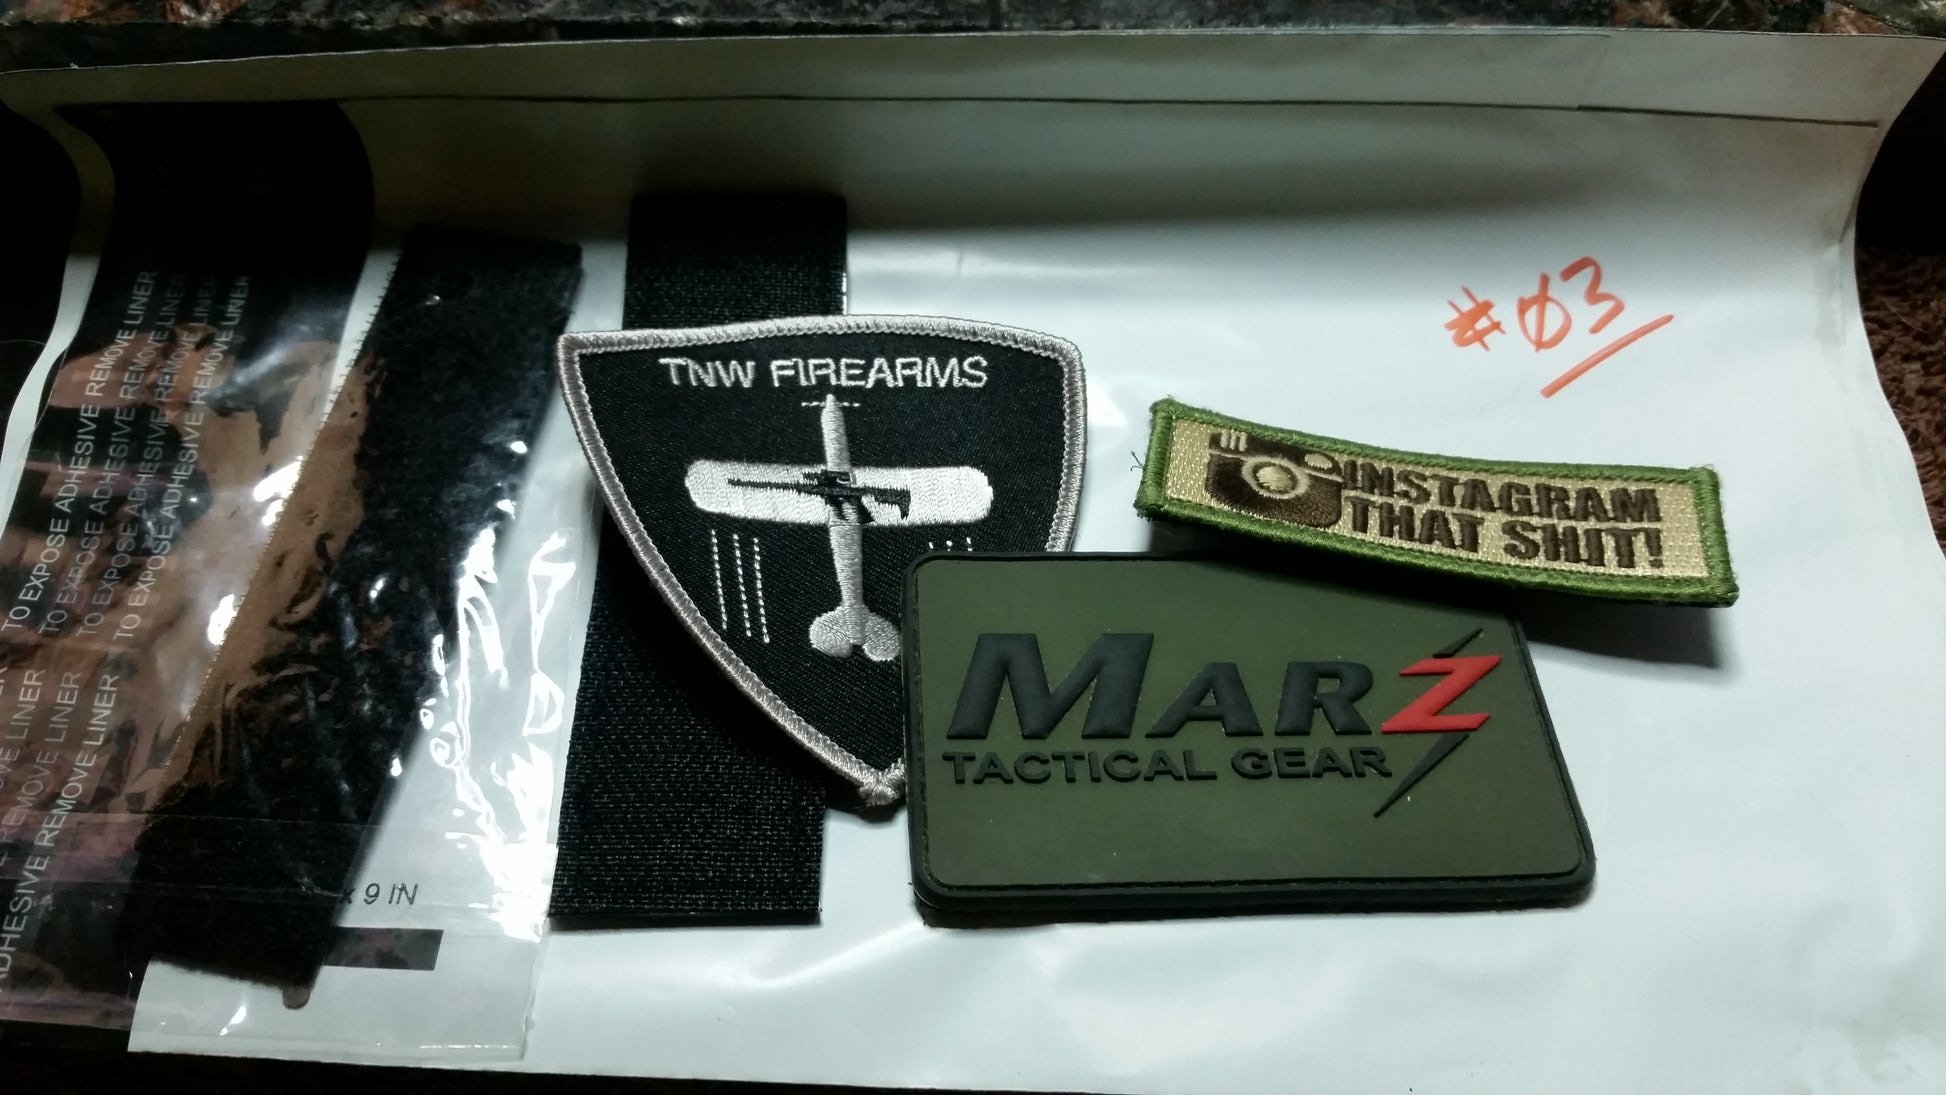 #03
TNW FIREARMS
INSTAGRAM
THAT SHIT!
MARZ
TACTICAL GEAR
TO EXPOSE ADHESIVE REMOVE LINER
TO EXPOSE ADHESIVE REMOVE LINER
TO EXPOSE ADHESIVE REMOVE LINER
TO EXPOSE ADHESIVE REMOVE LINER
REMOVE LINER
ADHESIVE REMOVE LINER
x 9 IN